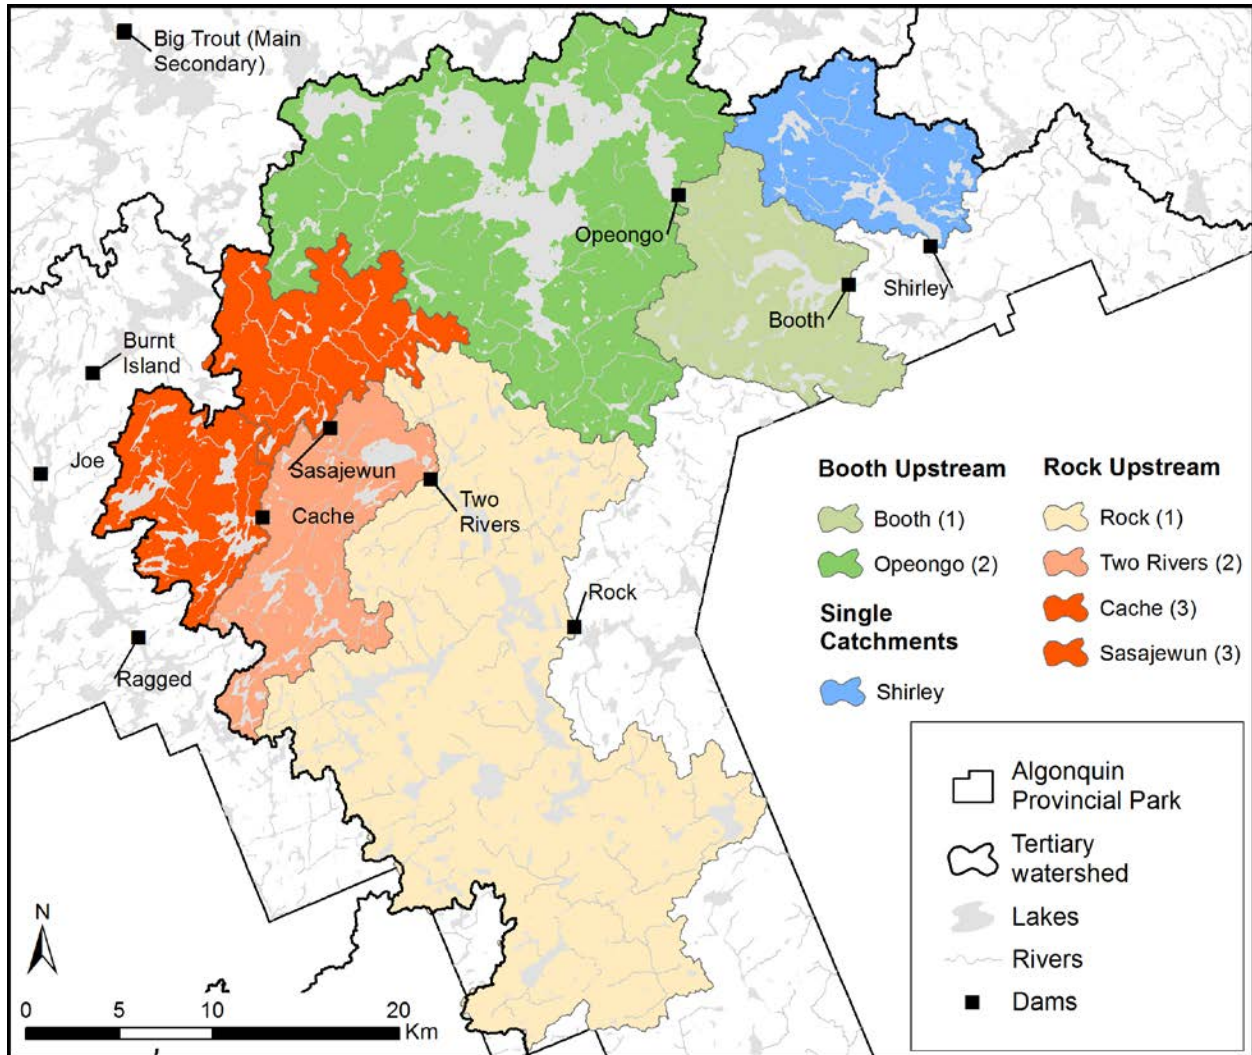 Big Trout (Main
Secondary)
Opeongo
Shirley
Booth
Burnt
Island
Joe
Sasajewun
Two
Rivers
Cache
Rock
Ragged
Booth Upstream
Booth (1)
Opeongo (2)
Single
Catchments
Shirley
Rock Upstream
Rock (1)
Two Rivers (2)
Cache (3)
Sasajewun (3)
Algonquin
Provincial Park
Tertiary
watershed
Lakes
Rivers
Dams
N
0 5 10 20
Km